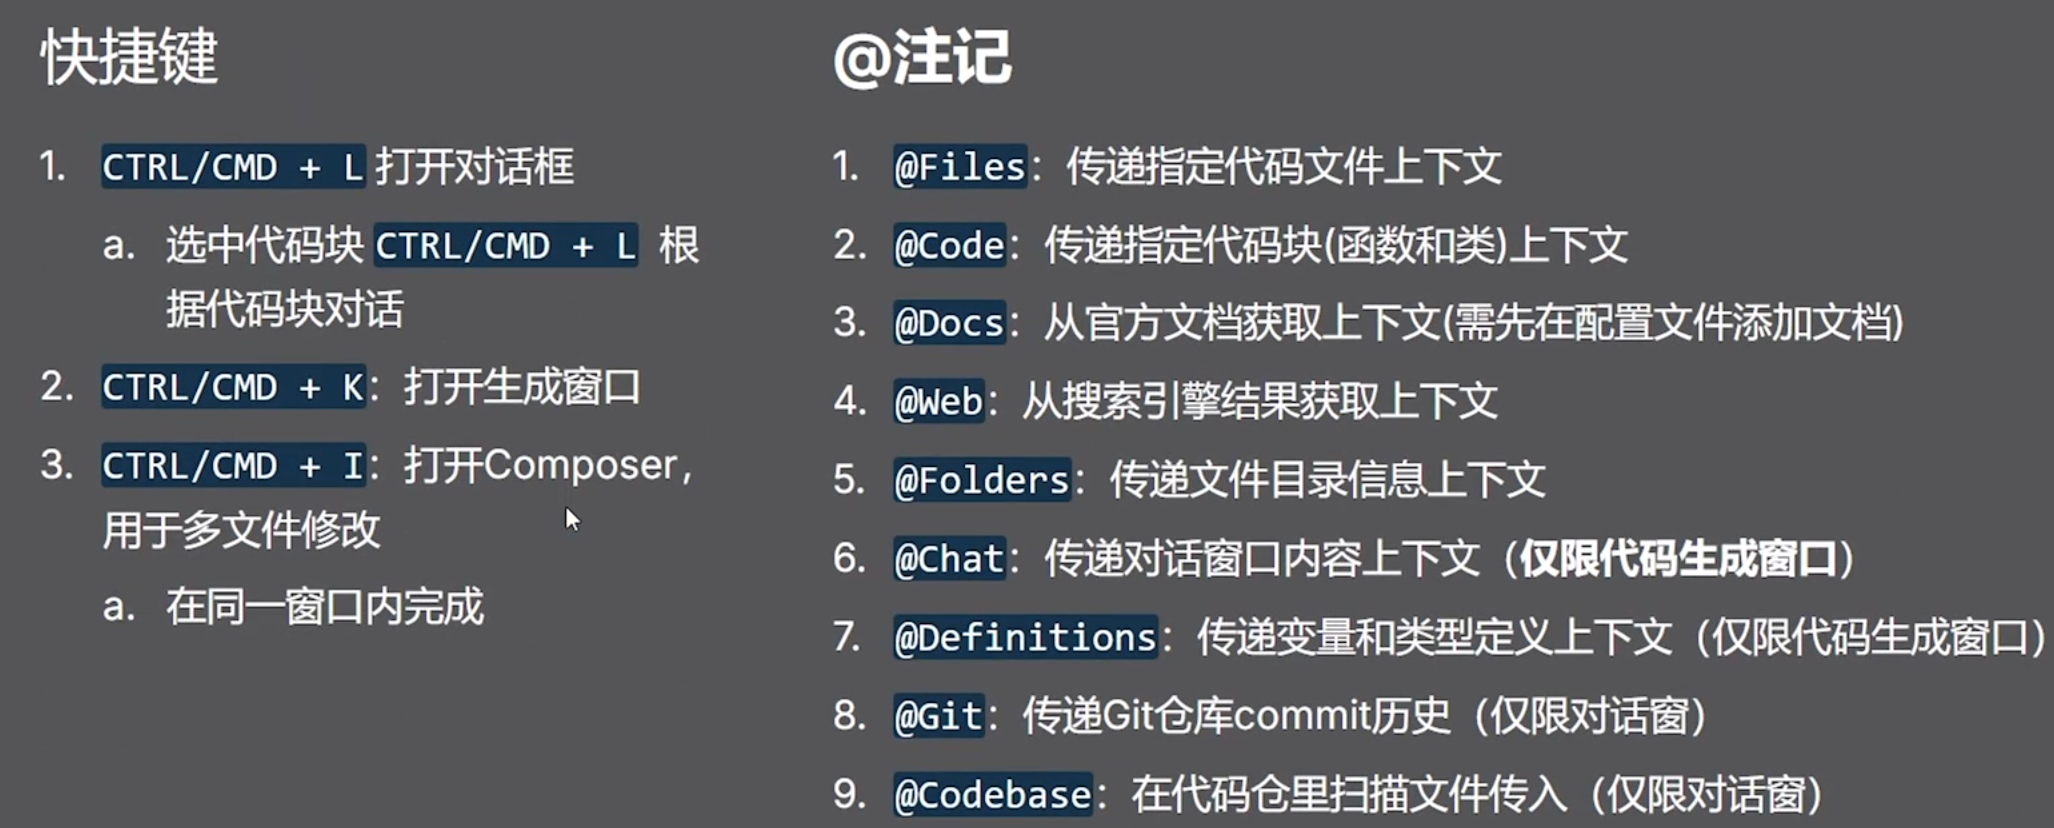 快捷键
1. CTRL/CMD + L 打开对话框
a. 选中代码块 CTRL/CMD + L 根
据代码块对话
2. CTRL/CMD + K：打开生成窗口
3. CTRL/CMD + I：打开Composer，
用于多文件修改
a. 在同一窗口内完成
@注记
1. @Files：传递指定代码文件上下文
2. @Code：传递指定代码块(函数和类)上下文
3. @Docs：从官方文档获取上下文(需先在配置文件添加文档)
4. @Web：从搜索引擎结果获取上下文
5. @Folders：传递文件目录信息上下文
6. @Chat：传递对话窗口内容上下文（仅限代码生成窗口）
7. @Definitions：传递变量和类型定义上下文（仅限代码生成窗口）
8. @Git：传递Git仓库commit历史（仅限对话窗）
9. @Codebase：在代码仓里扫描文件传入（仅限对话窗）